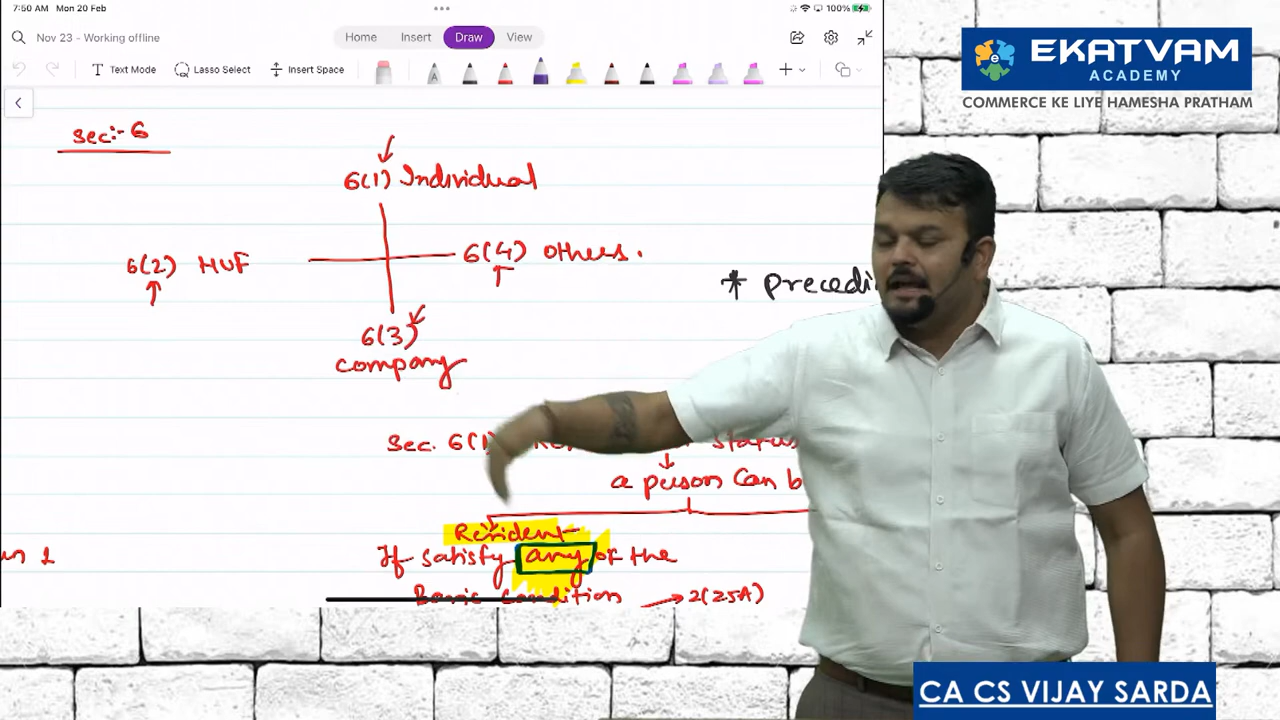 7:50 AM Mon 20 Feb
100%
Nov 23 - Working offline
Home Insert Draw View
Text Mode Lasso Select Insert Space
EKATVAM
ACADEMY
COMMERCE KE LIYE HAMESHA PRATHAM
Sec:- 6
6(1) Individual
6(2) HUF
6(4) Others.
* precedi
6(3)
company
Sec. 6(1) Status
a person Can b
Resident
If satisfy any of the
Basic Condition → 2(25A)
CA CS VIJAY SARDA